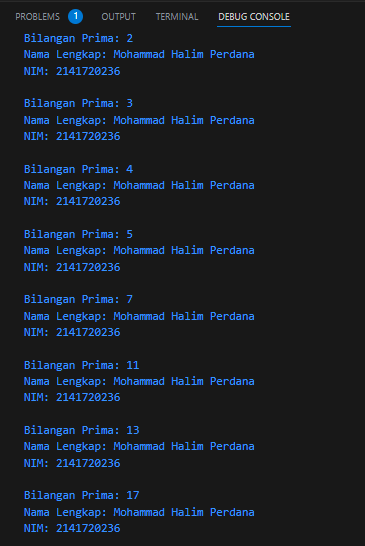 PROBLEMS 1 OUTPUT TERMINAL DEBUG CONSOLE
Bilangan Prima: 2
Nama Lengkap: Mohammad Halim Perdana
NIM: 2141720236
Bilangan Prima: 3
Nama Lengkap: Mohammad Halim Perdana
NIM: 2141720236
Bilangan Prima: 4
Nama Lengkap: Mohammad Halim Perdana
NIM: 2141720236
Bilangan Prima: 5
Nama Lengkap: Mohammad Halim Perdana
NIM: 2141720236
Bilangan Prima: 7
Nama Lengkap: Mohammad Halim Perdana
NIM: 2141720236
Bilangan Prima: 11
Nama Lengkap: Mohammad Halim Perdana
NIM: 2141720236
Bilangan Prima: 13
Nama Lengkap: Mohammad Halim Perdana
NIM: 2141720236
Bilangan Prima: 17
Nama Lengkap: Mohammad Halim Perdana
NIM: 2141720236